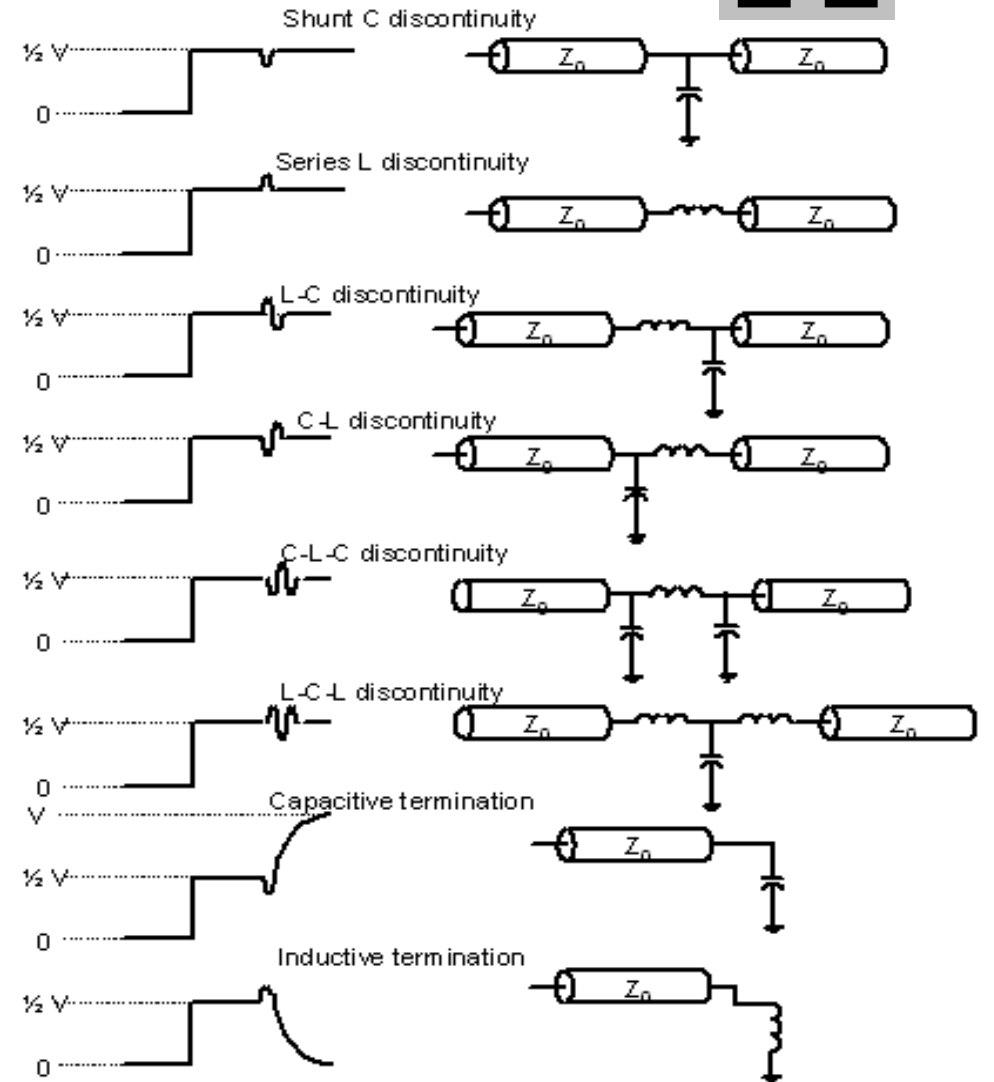 Shunt C discontinuity
½ V
Z₀ Z₀
0
Series L discontinuity
½ V
Z₀ Z₀
0
L-C discontinuity
½ V
Z₀ Z₀
0
C-L discontinuity
½ V
Z₀ Z₀
0
C-L-C discontinuity
½ V
Z₀ Z₀
0
L-C-L discontinuity
½ V
Z₀ Z₀
0
Capacitive termination
V
Z₀
½ V
0
Inductive termination
Z₀
½ V
0